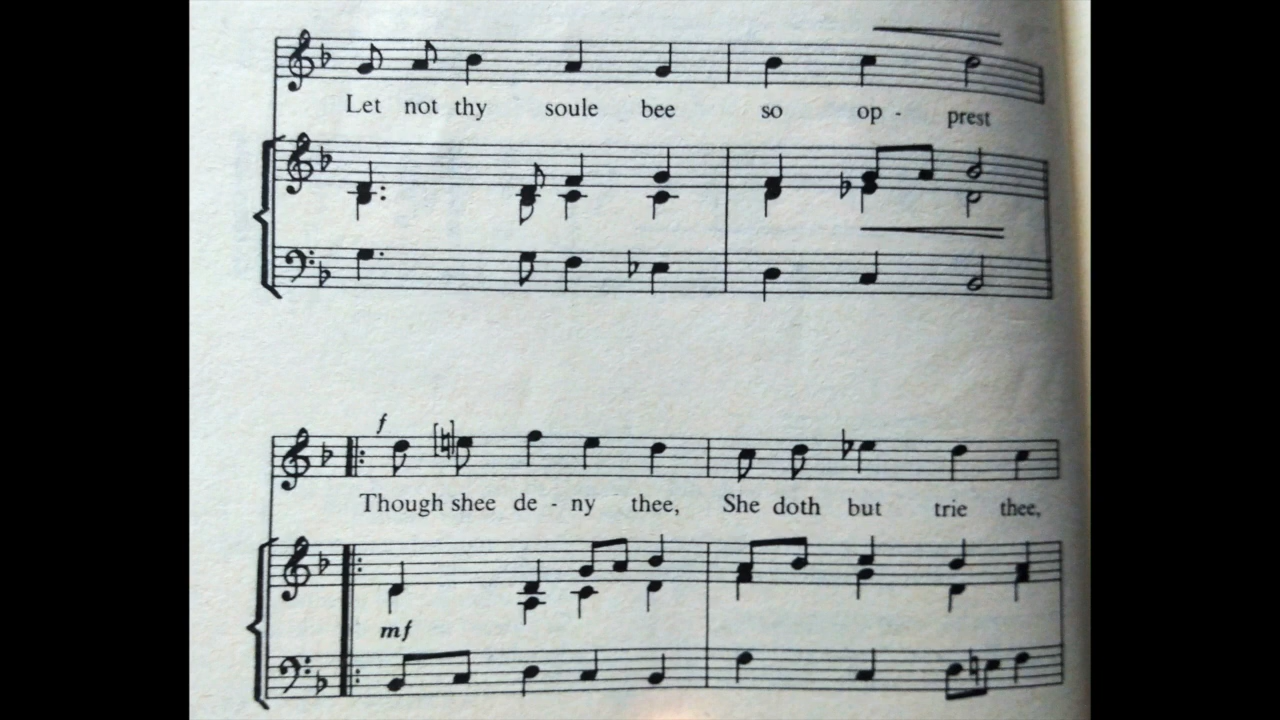 Let not thy soule bee so op - prest
f
Though shee de - ny thee, She doth but trie thee,
mf